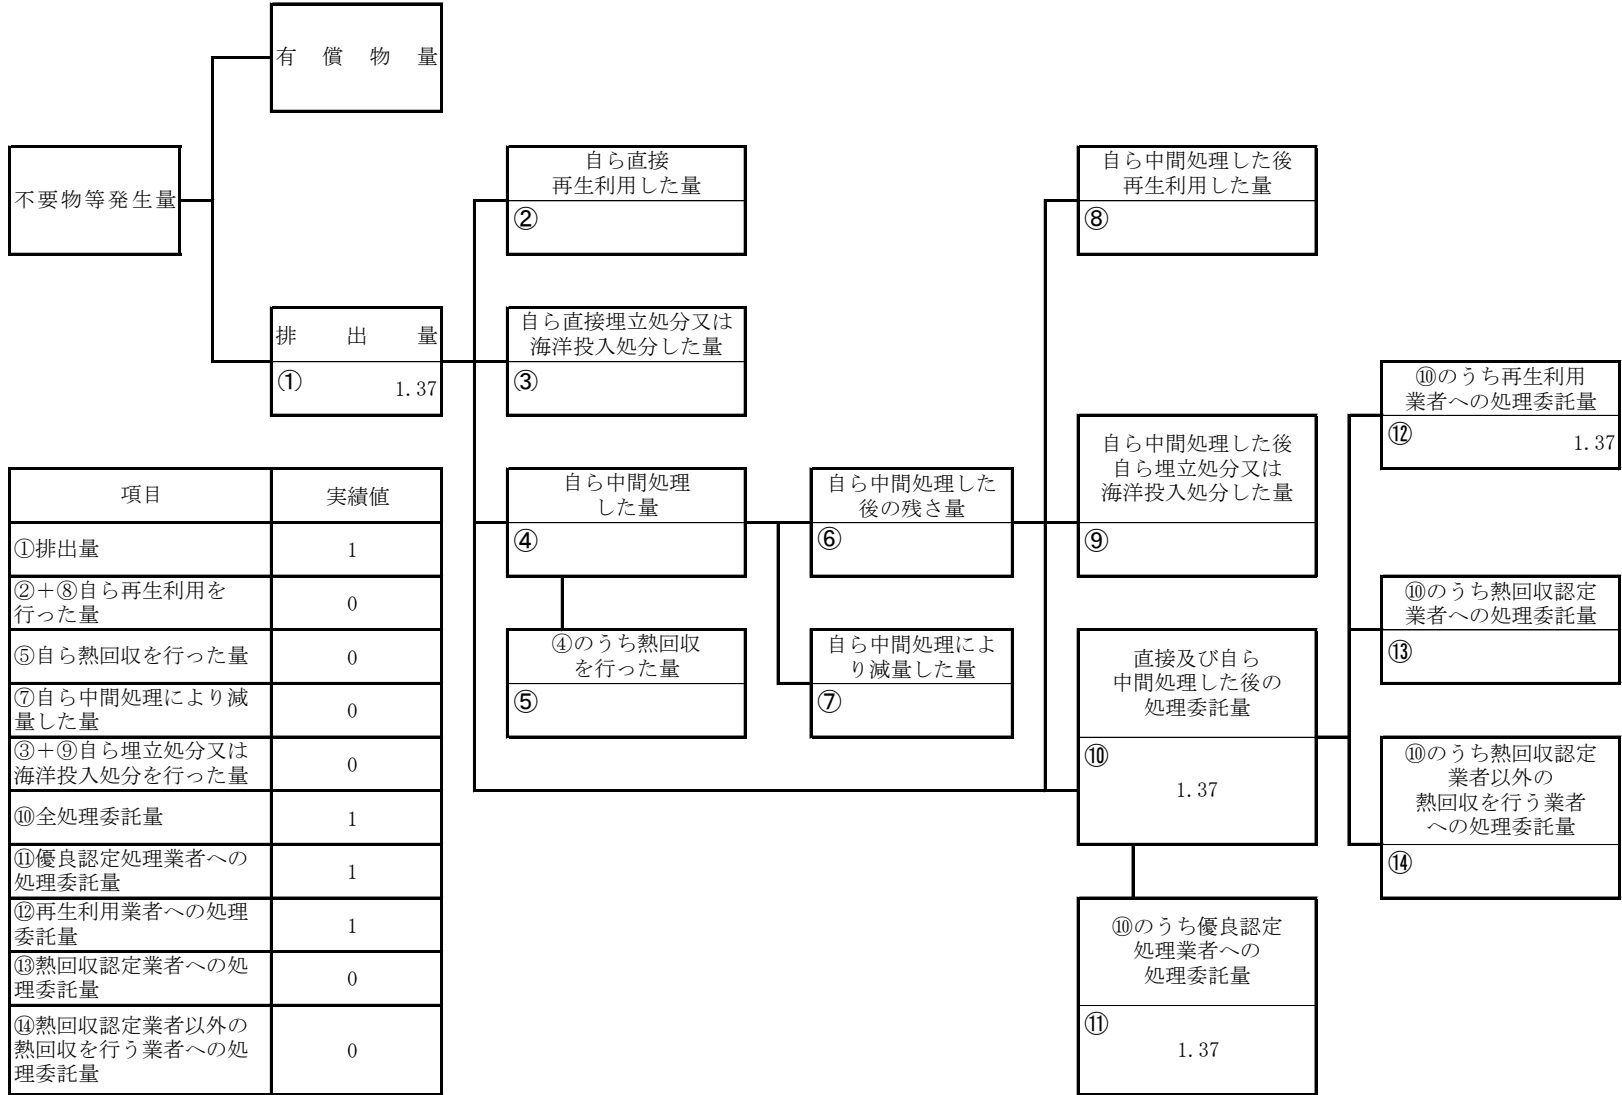 有償物量
不要物等発生量
自ら直接
再生利用した量
②
自ら中間処理した後
再生利用した量
⑧
排出量
① 1.37
自ら直接埋立処分又は
海洋投入処分した量
③
⑩のうち再生利用
業者への処理委託量
⑫ 1.37
自ら中間処理
した量
④
自ら中間処理した
後の残さ量
⑥
自ら中間処理した後
自ら埋立処分又は
海洋投入処分した量
⑨
④のうち熱回収
を行った量
⑤
自ら中間処理によ
り減量した量
⑦
直接及び自ら
中間処理した後の
処理委託量
⑩
1.37
⑩のうち熱回収認定
業者への処理委託量
⑬
⑩のうち熱回収認定
業者以外の
熱回収を行う業者
への処理委託量
⑭
⑩のうち優良認定
処理業者への
処理委託量
⑪
1.37
項目 実績値
①排出量 1
②+⑧自ら再生利用を
行った量 0
⑤自ら熱回収を行った量 0
⑦自ら中間処理により減
量した量 0
③+⑨自ら埋立処分又は
海洋投入処分を行った量 0
⑩全処理委託量 1
⑪優良認定処理業者への
処理委託量 1
⑫再生利用業者への処理
委託量 1
⑬熱回収認定業者への処
理委託量 0
⑭熱回収認定業者以外の
熱回収を行う業者への処
理委託量 0